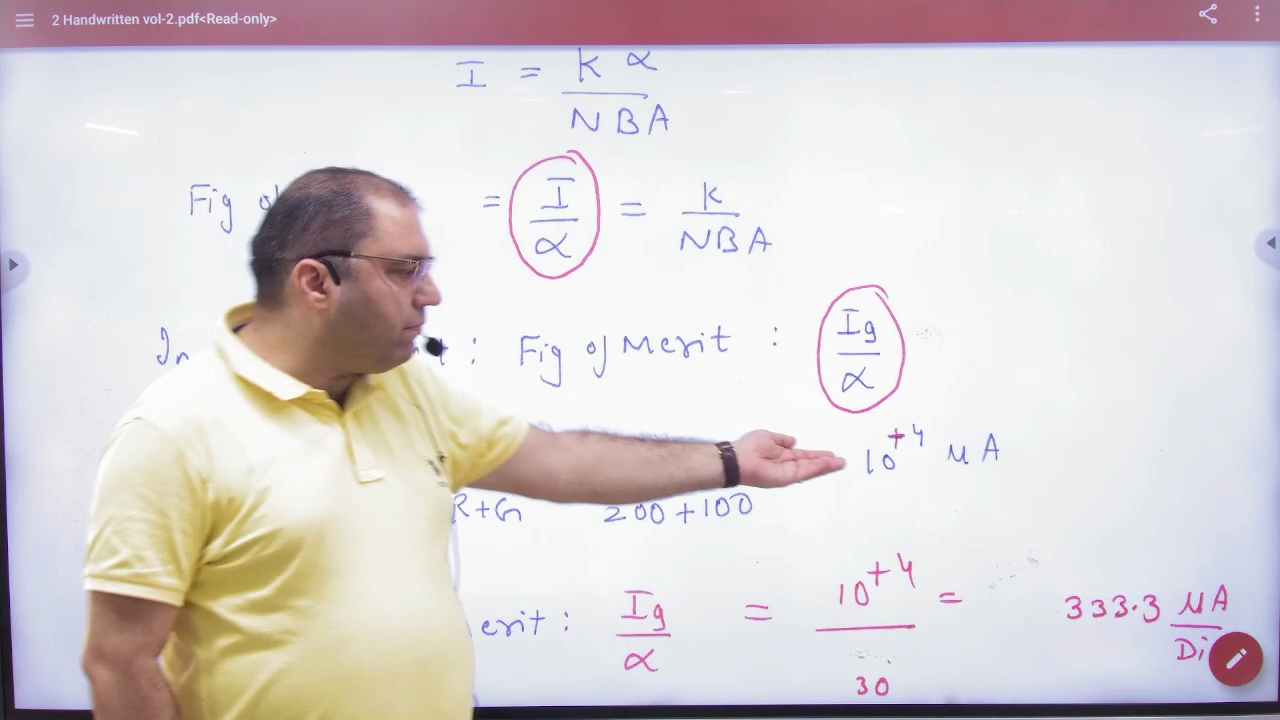 2 Handwritten vol-2.pdf<Read-only>
I = K α / NBA
Fig = I/α = K/NBA
: Fig of Merit : Ig/α
10^+4 μA
R+G 200+100
erit : Ig/α = 10^+4/30 = 333.3 μA/Di